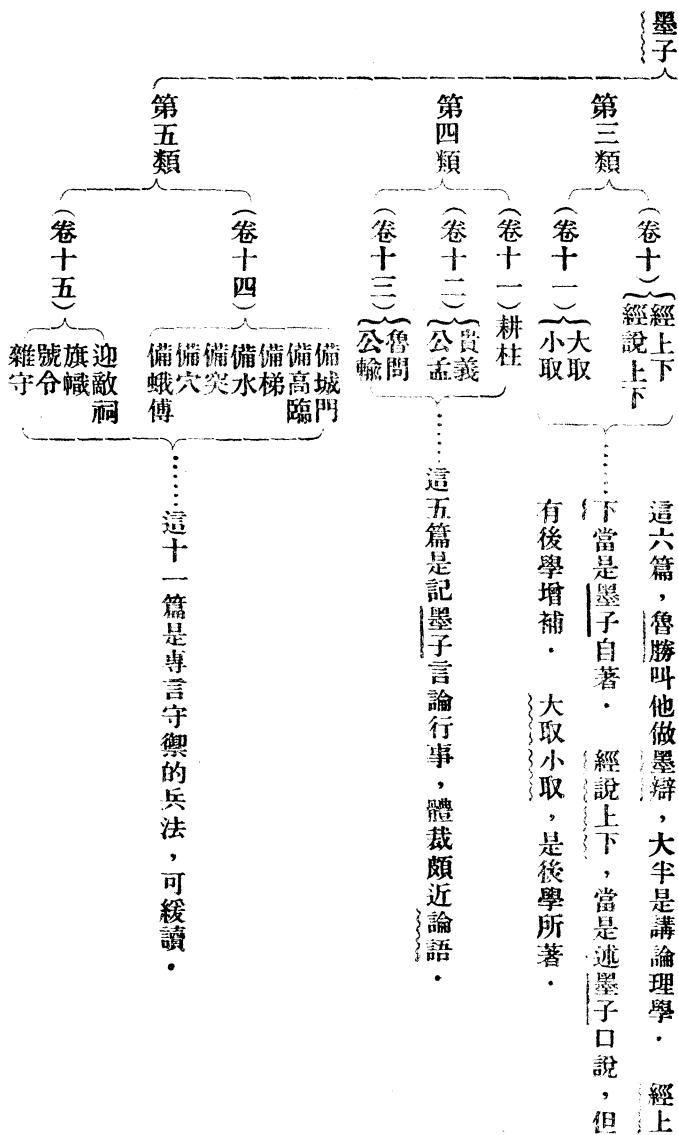 墨子
第三類
(卷十)
經上下
經說上下
(卷十一)
大取
小取
這六篇，魯勝叫他做墨辯，大半是講論理學． 經上
下當是墨子自著． 經說上下，當是述墨子口說，但
有後學增補． 大取小取，是後學所著．
第四類
(卷十一)耕柱
(卷十二)
貴義
公孟
(卷十三)
魯問
公輸
……這五篇是記墨子言論行事，體裁頗近論語．
第五類
(卷十四)
備城門
備高臨
備梯
備水
備突
備穴
備蛾傅
(卷十五)
迎敵祠
旗幟
號令
雜守
……這十一篇是專言守禦的兵法，可緩讀．